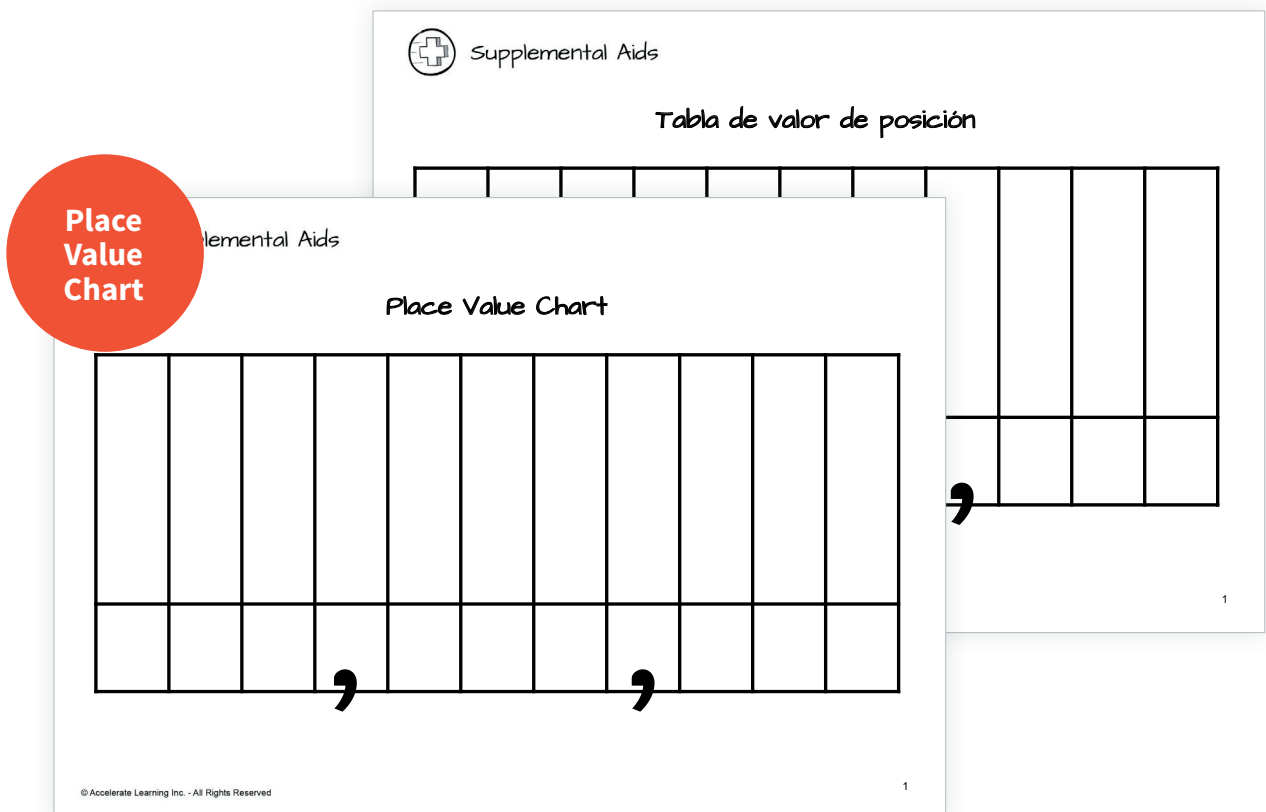 Supplemental Aids
Tabla de valor de posición
Place
Value
Chart
lemental Aids
Place Value Chart
,
,
,
1
1
© Accelerate Learning Inc. - All Rights Reserved